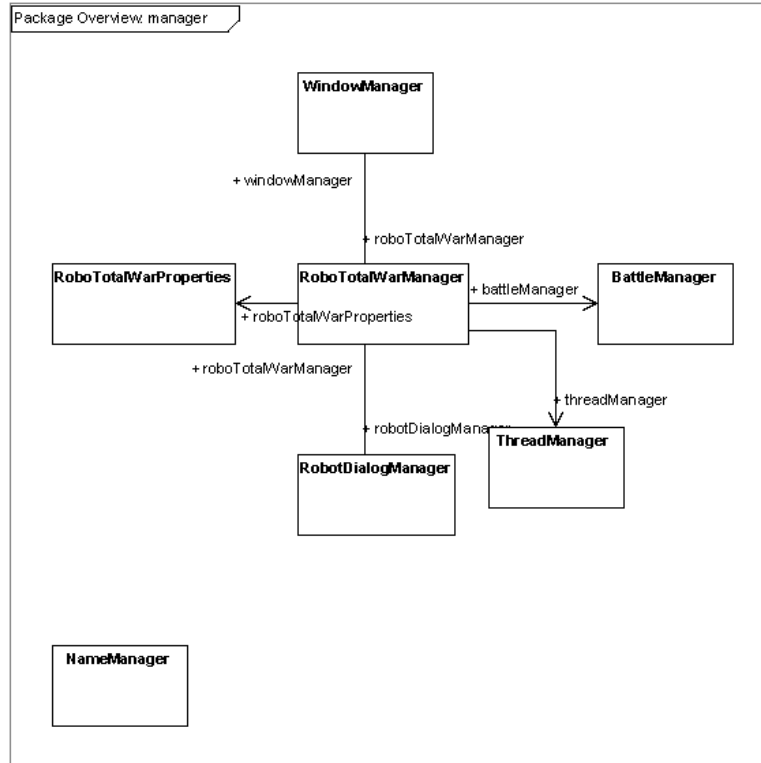 Package Overview: manager
WindowManager
+ windowManager
+ roboTotalWarManager
RoboTotalWarProperties
RoboTotalWarManager
BattleManager
+ battleManager
+ roboTotalWarProperties
+ roboTotalWarManager
+ threadManager
+ robotDialogManager
ThreadManager
RobotDialogManager
NameManager